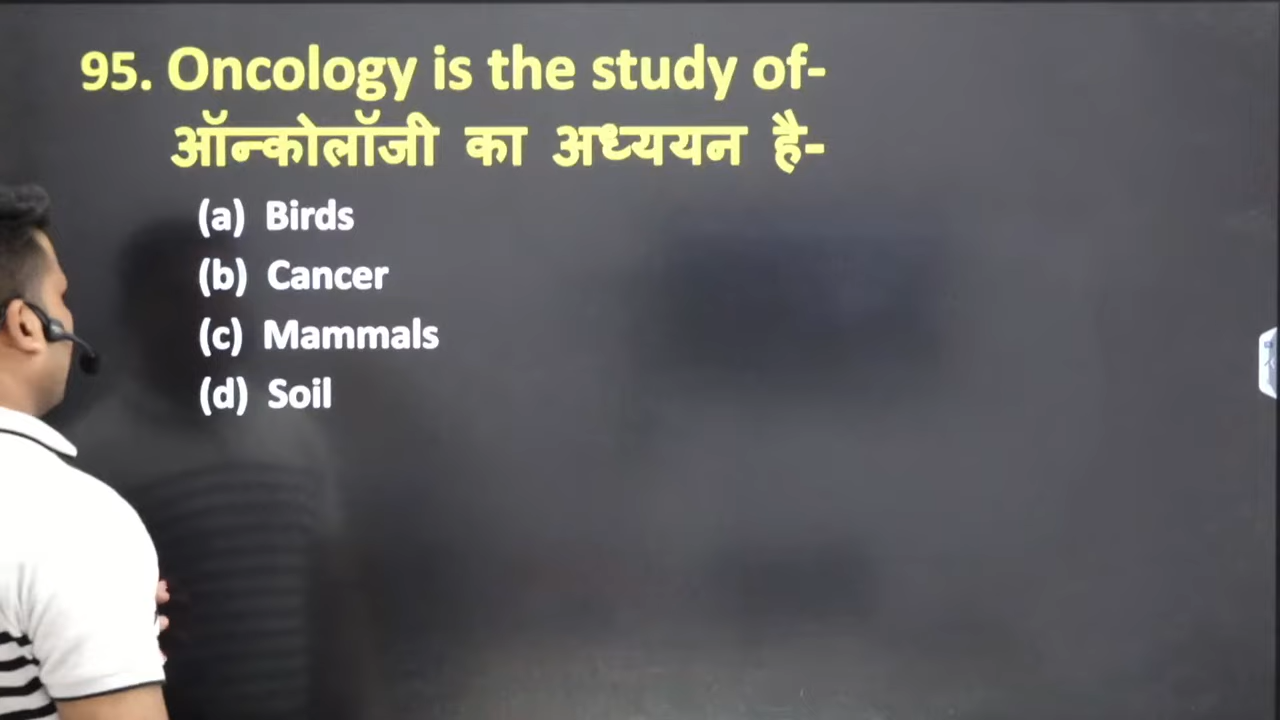 95. Oncology is the study of-
ऑन्कोलॉजी का अध्ययन है-
(a) Birds
(b) Cancer
(c) Mammals
(d) Soil